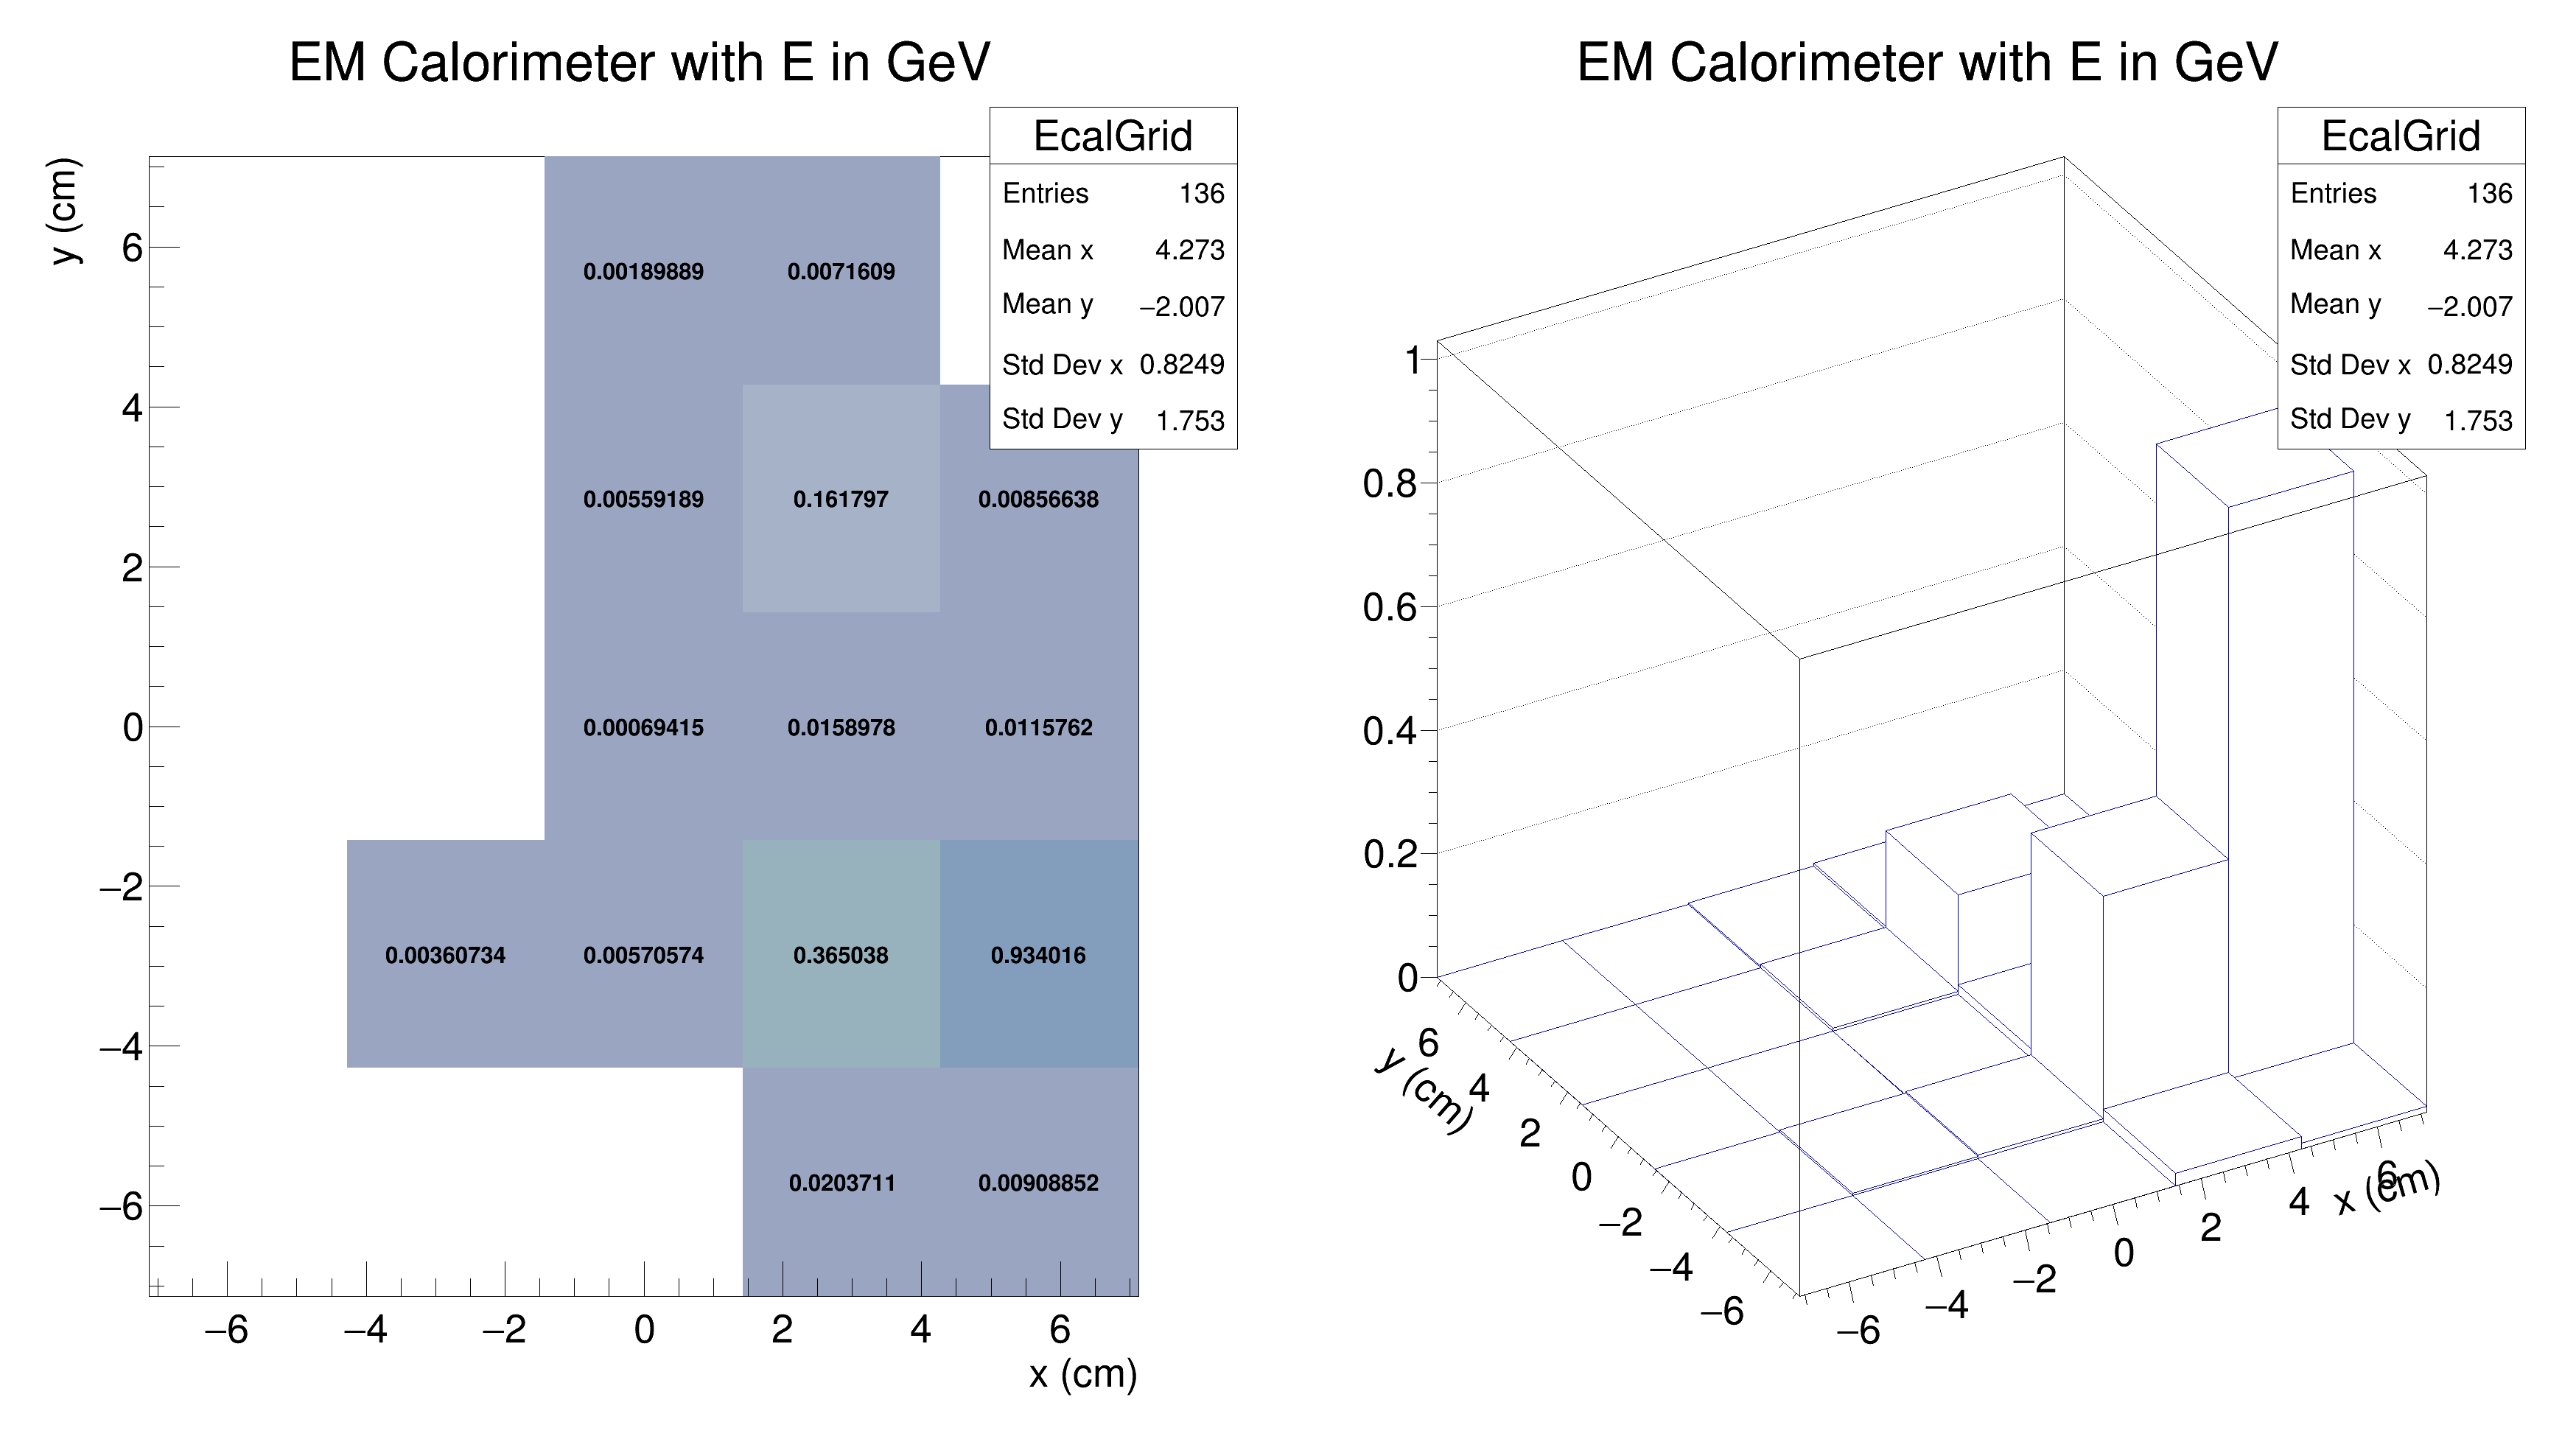 EM Calorimeter with E in GeV
EcalGrid
Entries 136
Mean x 4.273
Mean y −2.007
Std Dev x 0.8249
Std Dev y 1.753
y (cm)
6
4
2
0
−2
−4
−6
0.00189889 0.0071609
0.00559189 0.161797 0.00856638
0.00069415 0.0158978 0.0115762
0.00360734 0.00570574 0.365038 0.934016
0.0203711 0.00908852
−6 −4 −2 0 2 4 6
x (cm)
EM Calorimeter with E in GeV
EcalGrid
Entries 136
Mean x 4.273
Mean y −2.007
Std Dev x 0.8249
Std Dev y 1.753
1
0.8
0.6
0.4
0.2
0
y (cm)
6
4
2
0
−2
−4
−6
−6
−4
−2
0
2
4
6
x (cm)